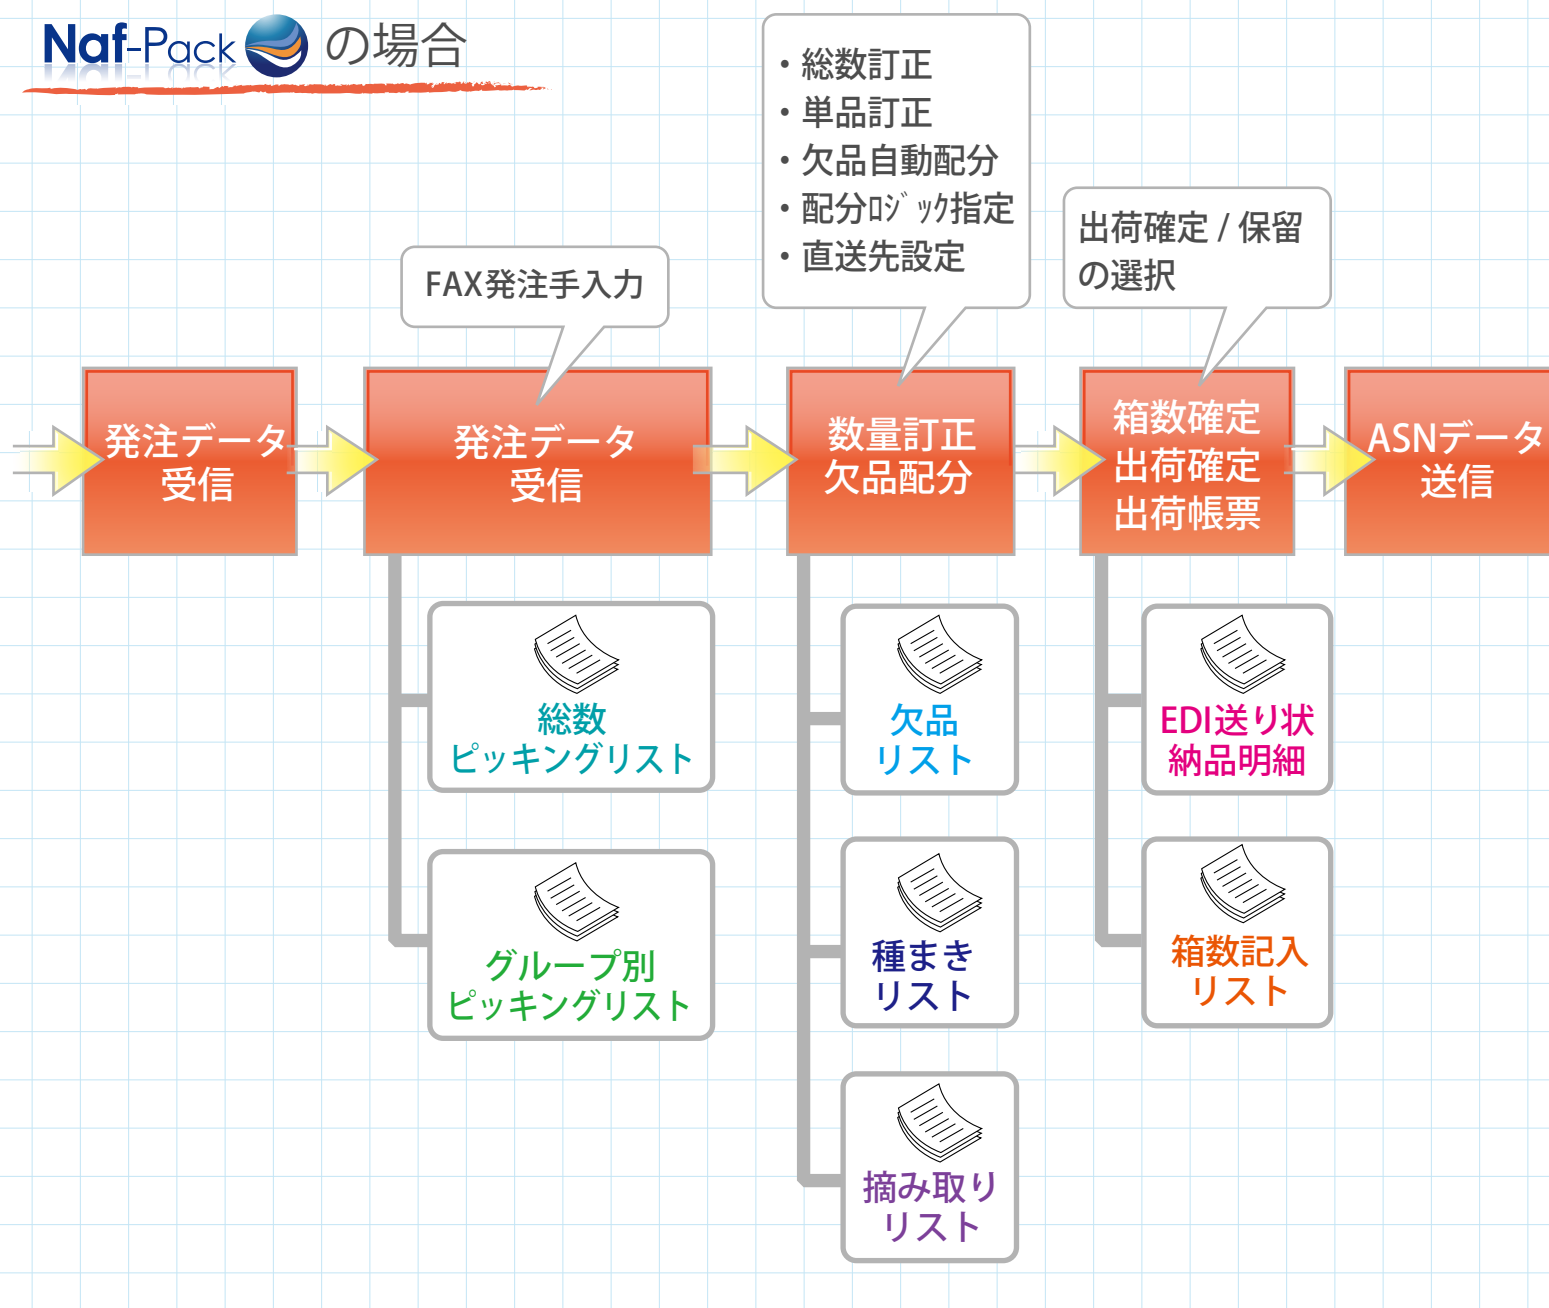 Naf-Pack の場合
・総数訂正
・単品訂正
・欠品自動配分
・配分ﾛｼﾞｯｸ指定
・直送先設定
出荷確定 / 保留
の選択
FAX発注手入力
発注データ
受信
発注データ
受信
数量訂正
欠品配分
箱数確定
出荷確定
出荷帳票
ASNデータ
送信
総数
ピッキングリスト
グループ別
ピッキングリスト
欠品
リスト
種まき
リスト
摘み取り
リスト
EDI送り状
納品明細
箱数記入
リスト